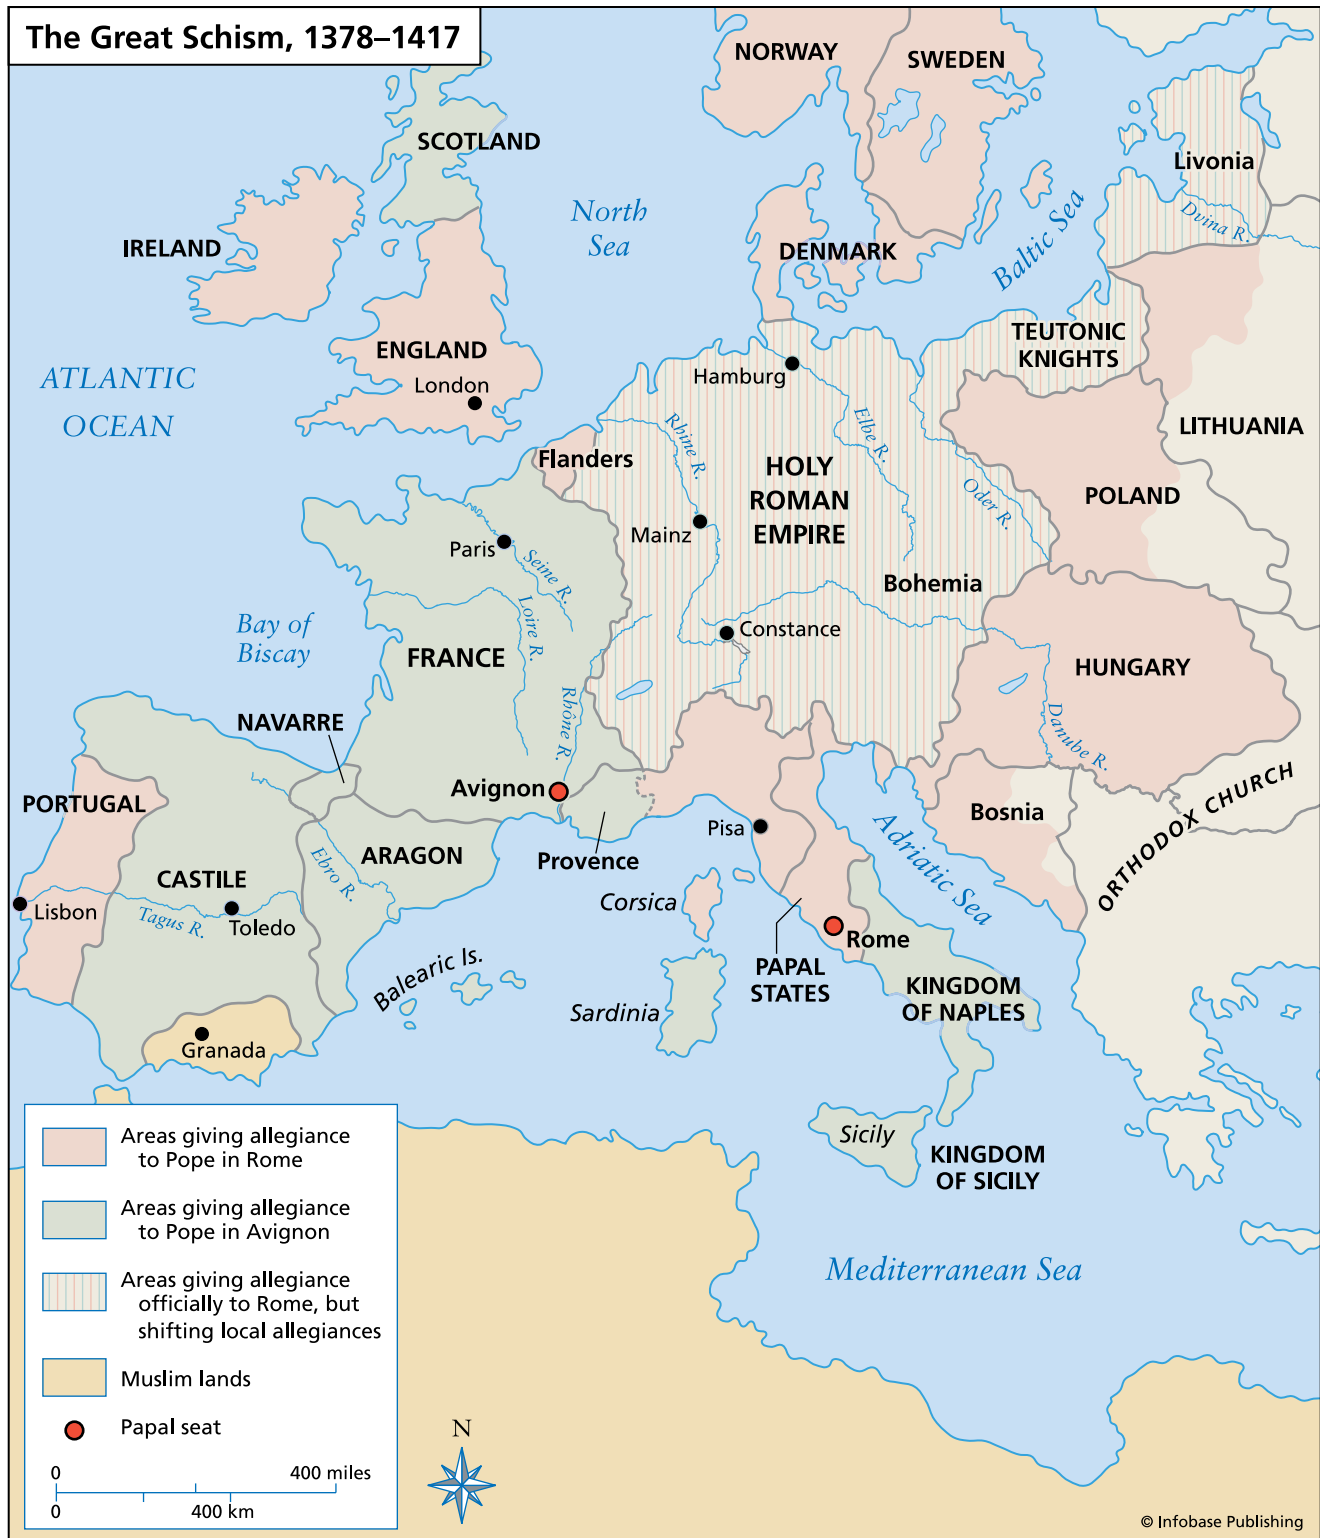 The Great Schism, 1378–1417
NORWAY
SWEDEN
SCOTLAND
Livonia
North
Sea
Dvina R.
IRELAND
DENMARK
Baltic Sea
TEUTONIC
KNIGHTS
ENGLAND
London
Hamburg
ATLANTIC
OCEAN
LITHUANIA
Rhine R.
Elbe R.
Flanders
HOLY
ROMAN
EMPIRE
Oder R.
POLAND
Mainz
Paris
Seine R.
Bohemia
Loire R.
Bay of
Biscay
Constance
FRANCE
HUNGARY
Rhône R.
Danube R.
NAVARRE
Avignon
PORTUGAL
Bosnia
ORTHODOX CHURCH
Pisa
Adriatic Sea
Provence
ARAGON
Ebro R.
CASTILE
Corsica
Lisbon
Tagus R.
Toledo
Rome
Balearic Is.
PAPAL
STATES
KINGDOM
OF NAPLES
Sardinia
Granada
Sicily
KINGDOM
OF SICILY
Mediterranean Sea
Areas giving allegiance
to Pope in Rome
Areas giving allegiance
to Pope in Avignon
Areas giving allegiance
officially to Rome, but
shifting local allegiances
Muslim lands
Papal seat
0 400 miles
0 400 km
N
© Infobase Publishing